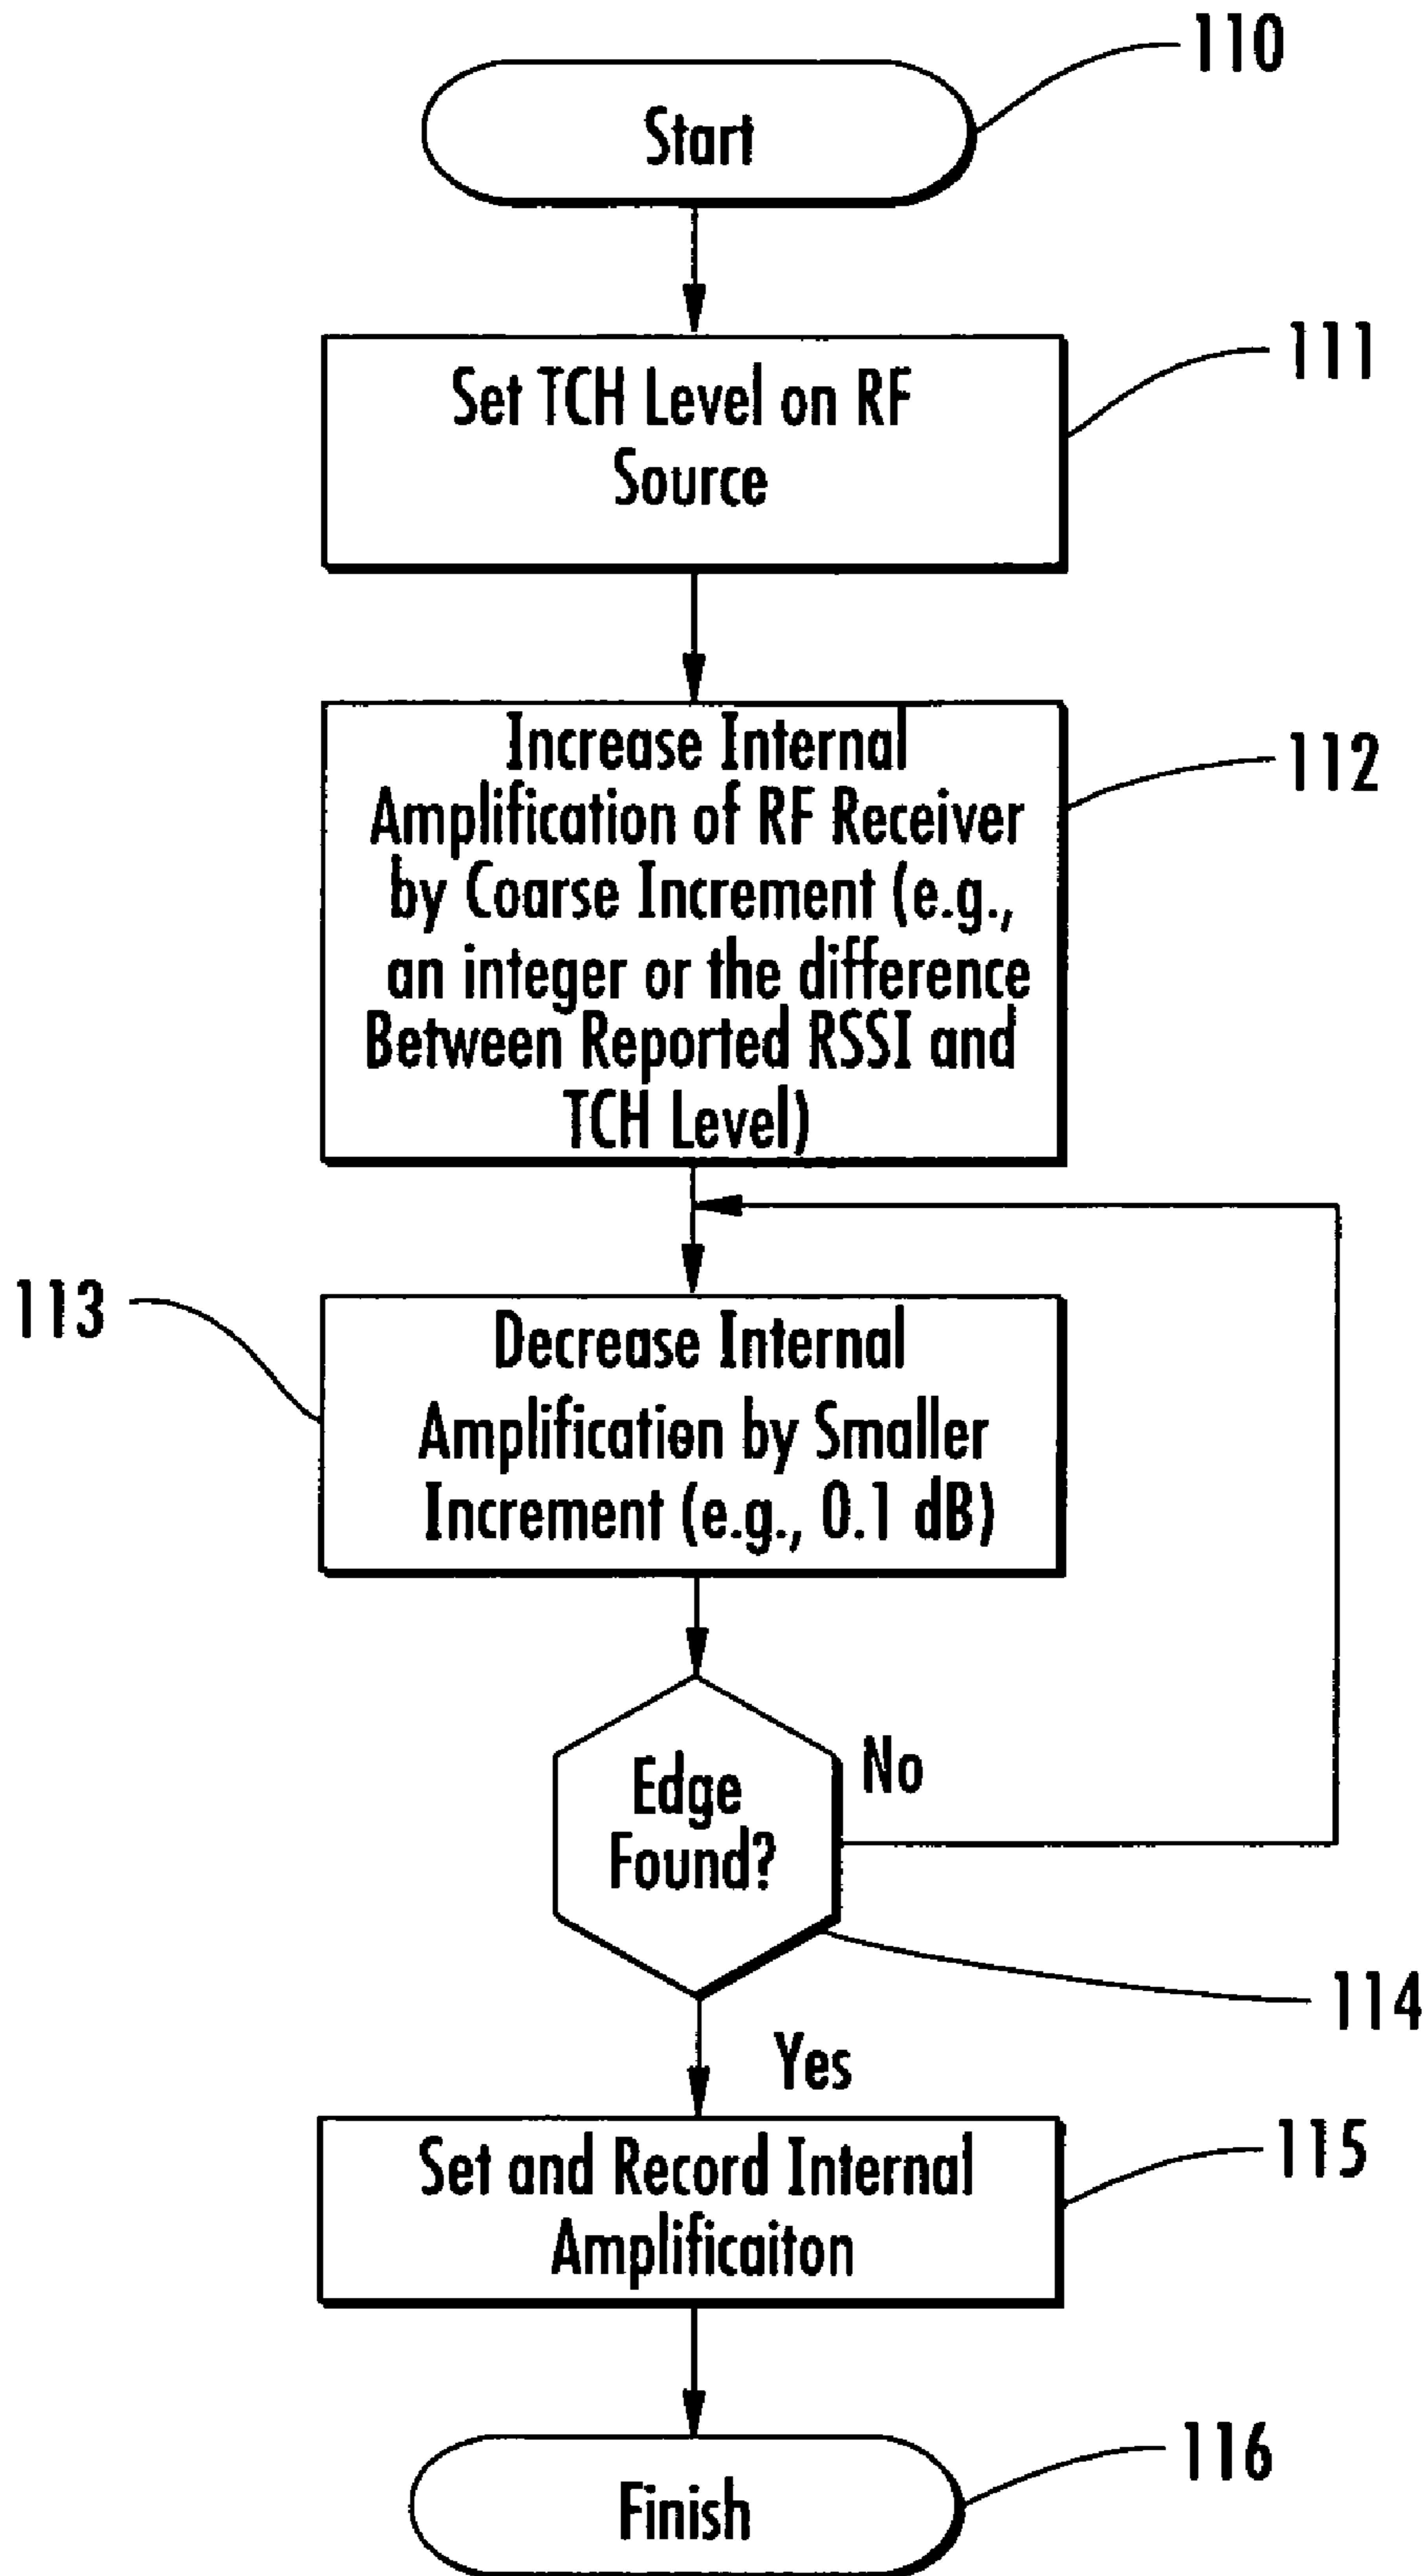 110
Start
111
Set TCH Level on RF
Source
112
Increase Internal
Amplification of RF Receiver
by Coarse Increment (e.g.,
an integer or the difference
Between Reported RSSI and
TCH Level)
113
Decrease Internal
Amplification by Smaller
Increment (e.g., 0.1 dB)
Edge
Found?
No
114
Yes
115
Set and Record Internal
Amplificaiton
116
Finish